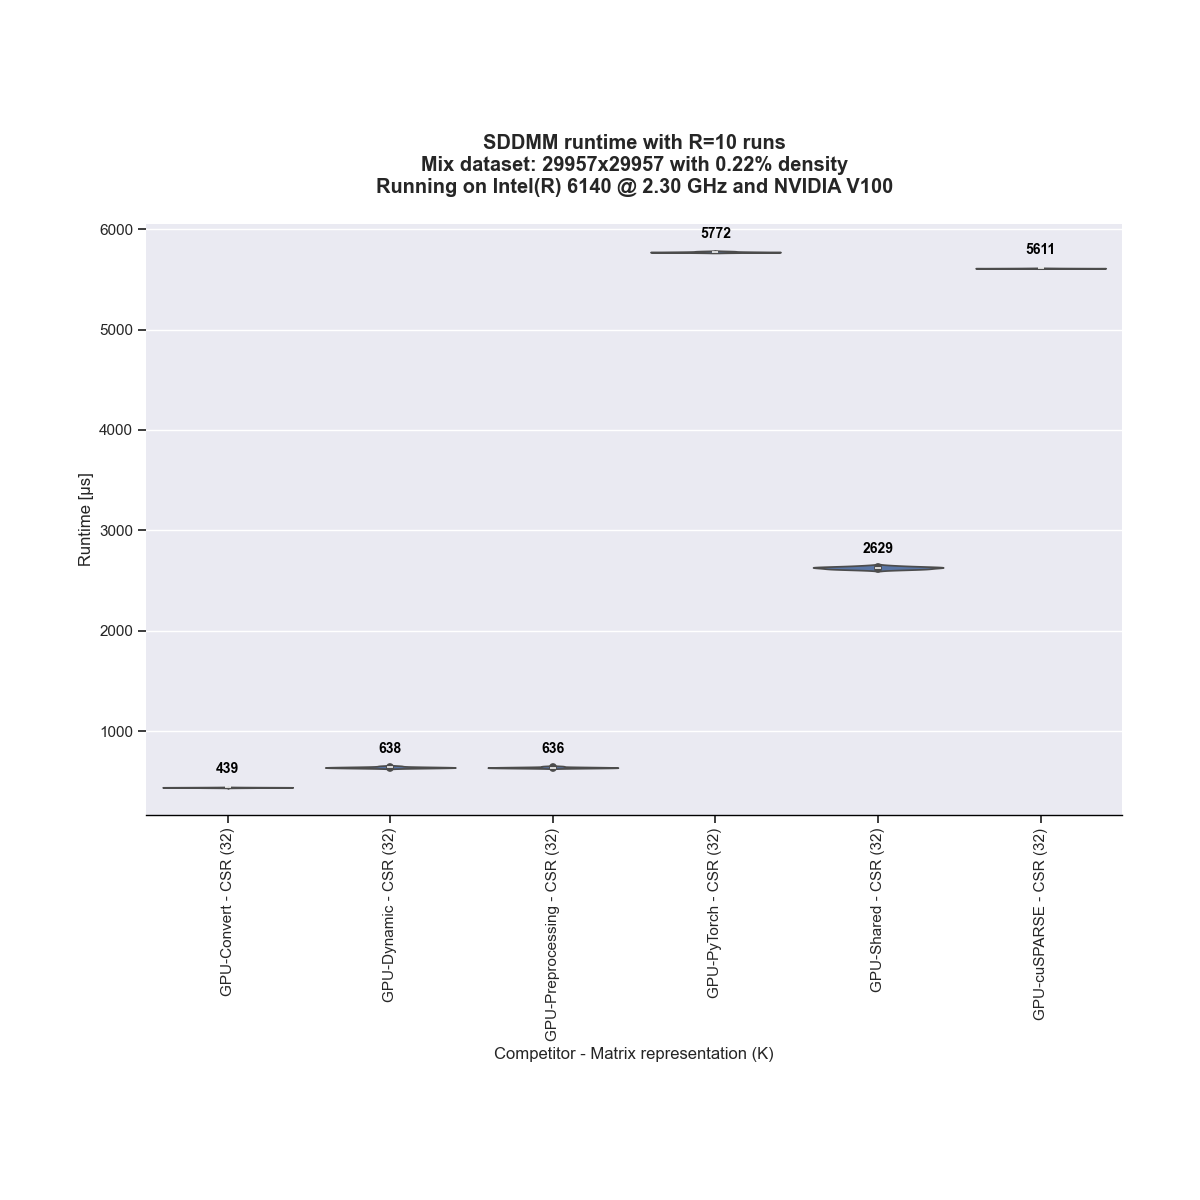 SDDMM runtime with R=10 runs
Mix dataset: 29957x29957 with 0.22% density
Running on Intel(R) 6140 @ 2.30 GHz and NVIDIA V100
Runtime [μs]
6000
5000
4000
3000
2000
1000
439
638
636
5772
2629
5611
GPU-Convert - CSR (32)
GPU-Dynamic - CSR (32)
GPU-Preprocessing - CSR (32)
GPU-PyTorch - CSR (32)
GPU-Shared - CSR (32)
GPU-cuSPARSE - CSR (32)
Competitor - Matrix representation (K)